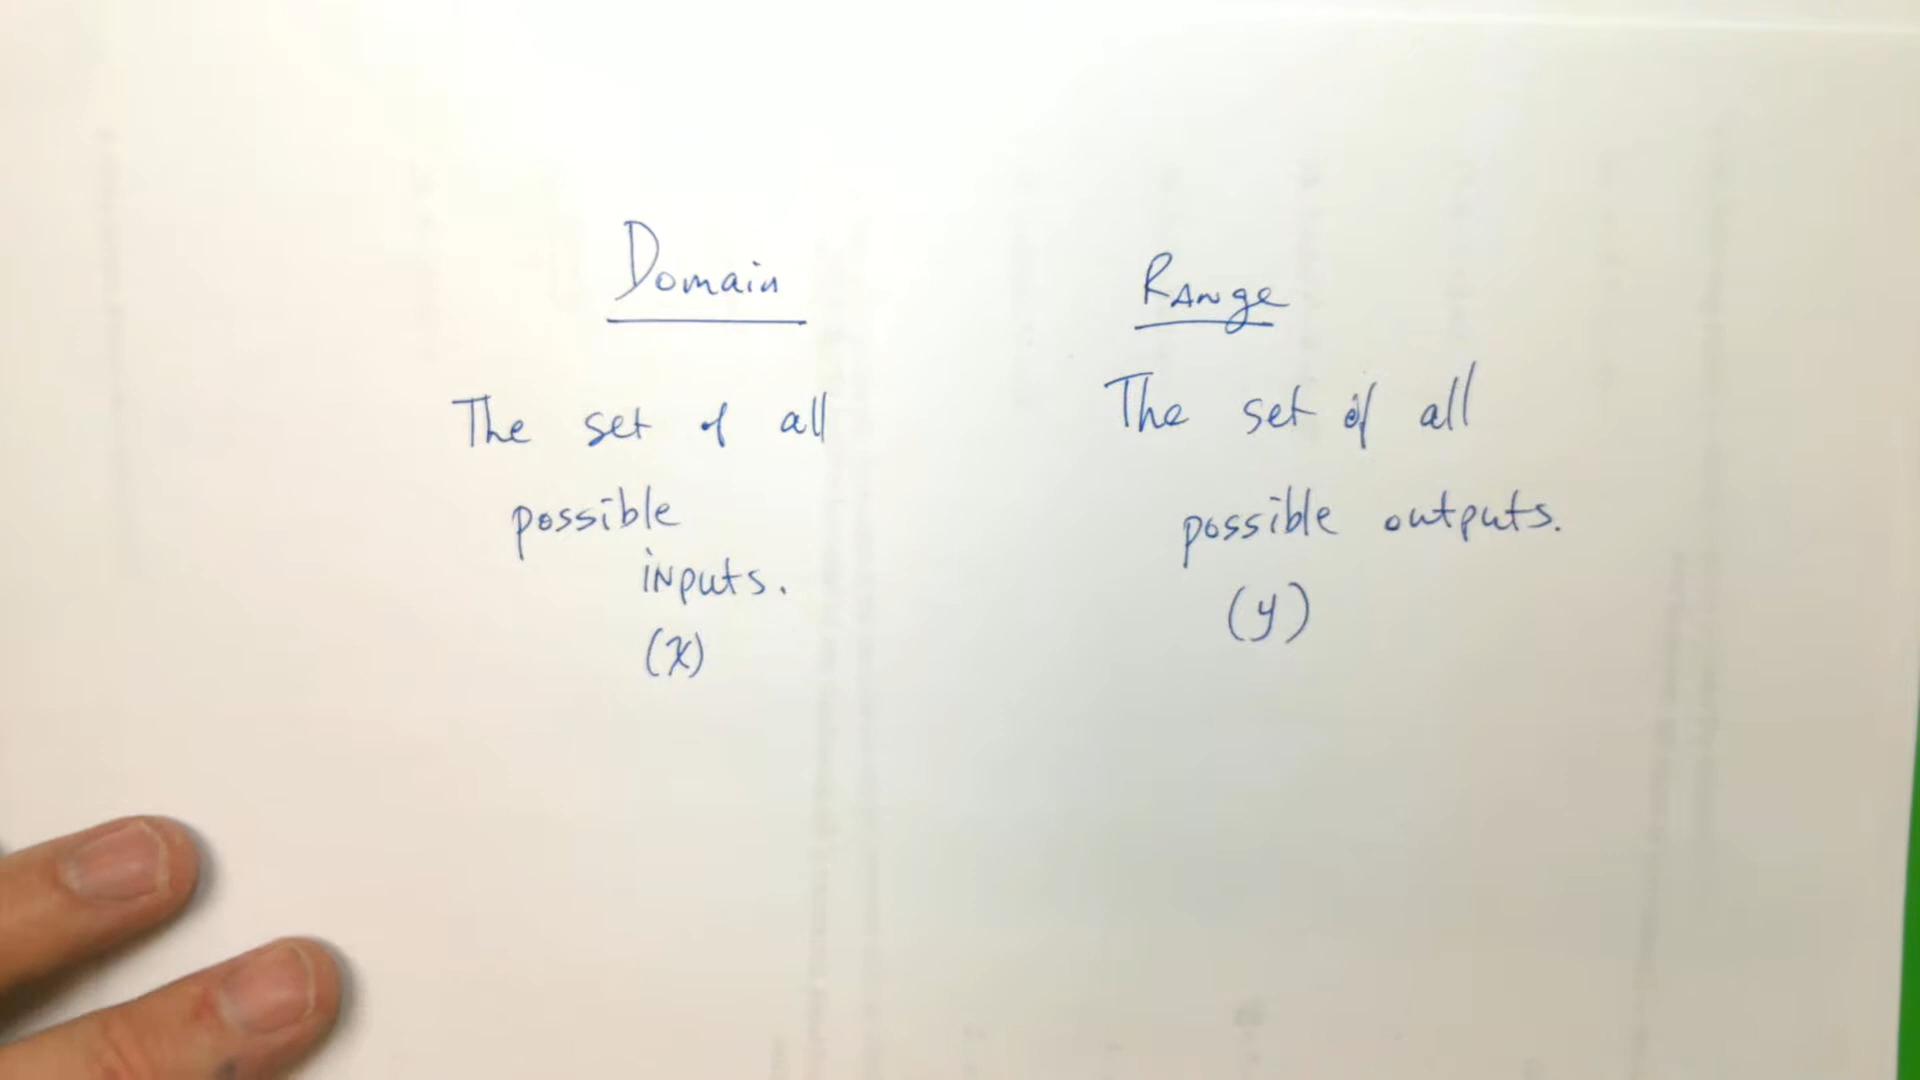 Domain
The set of all
possible
inputs.
(x)
Range
The set of all
possible outputs.
(y)